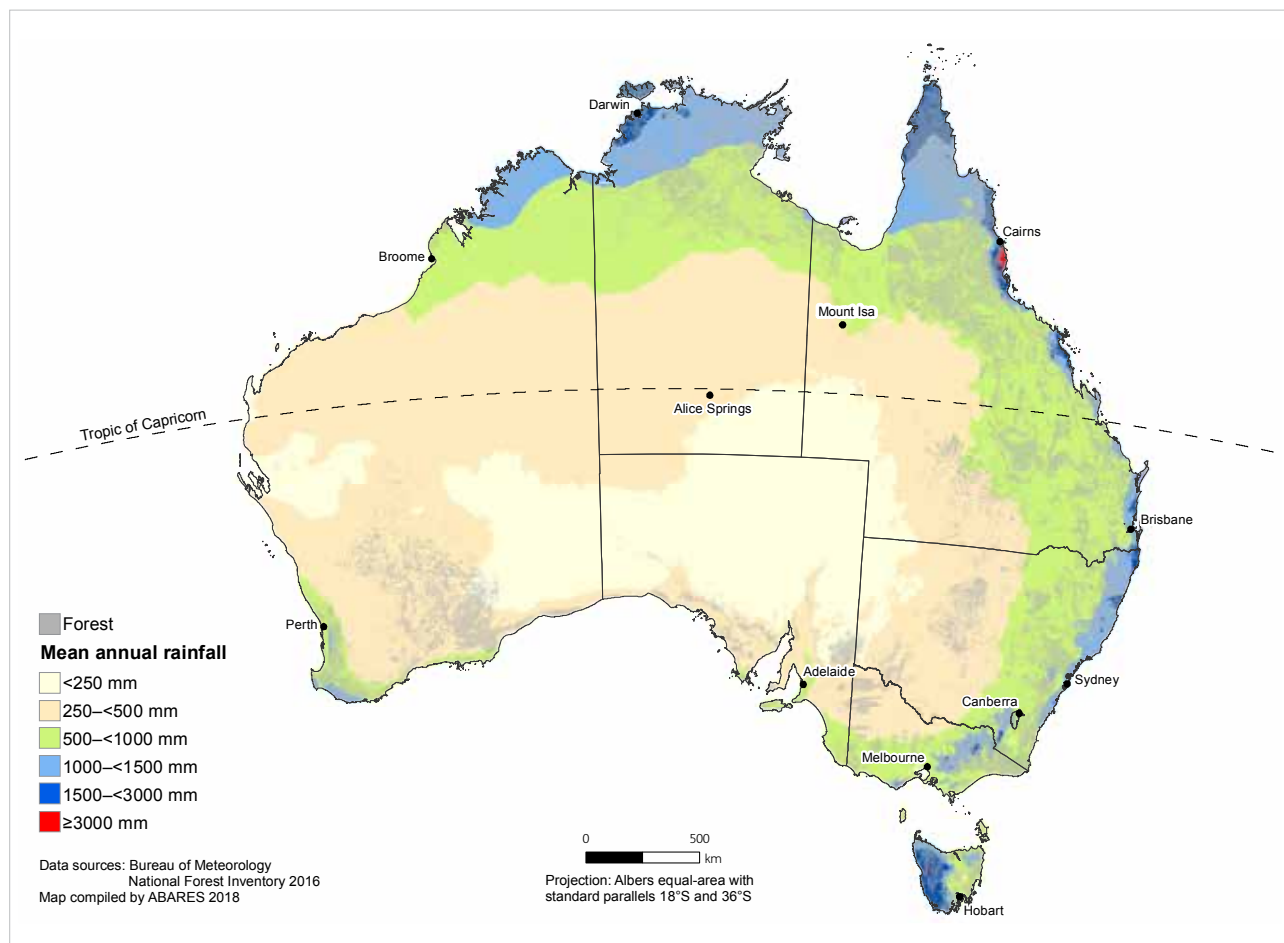 Darwin
Cairns
Broome
Mount Isa
Tropic of Capricorn
Alice Springs
Brisbane
Perth
Adelaide
Sydney
Canberra
Melbourne
Hobart
Forest
Mean annual rainfall
<250 mm
250–<500 mm
500–<1000 mm
1000–<1500 mm
1500–<3000 mm
≥3000 mm
Data sources: Bureau of Meteorology
National Forest Inventory 2016
Map compiled by ABARES 2018
0 500
km
Projection: Albers equal-area with
standard parallels 18°S and 36°S